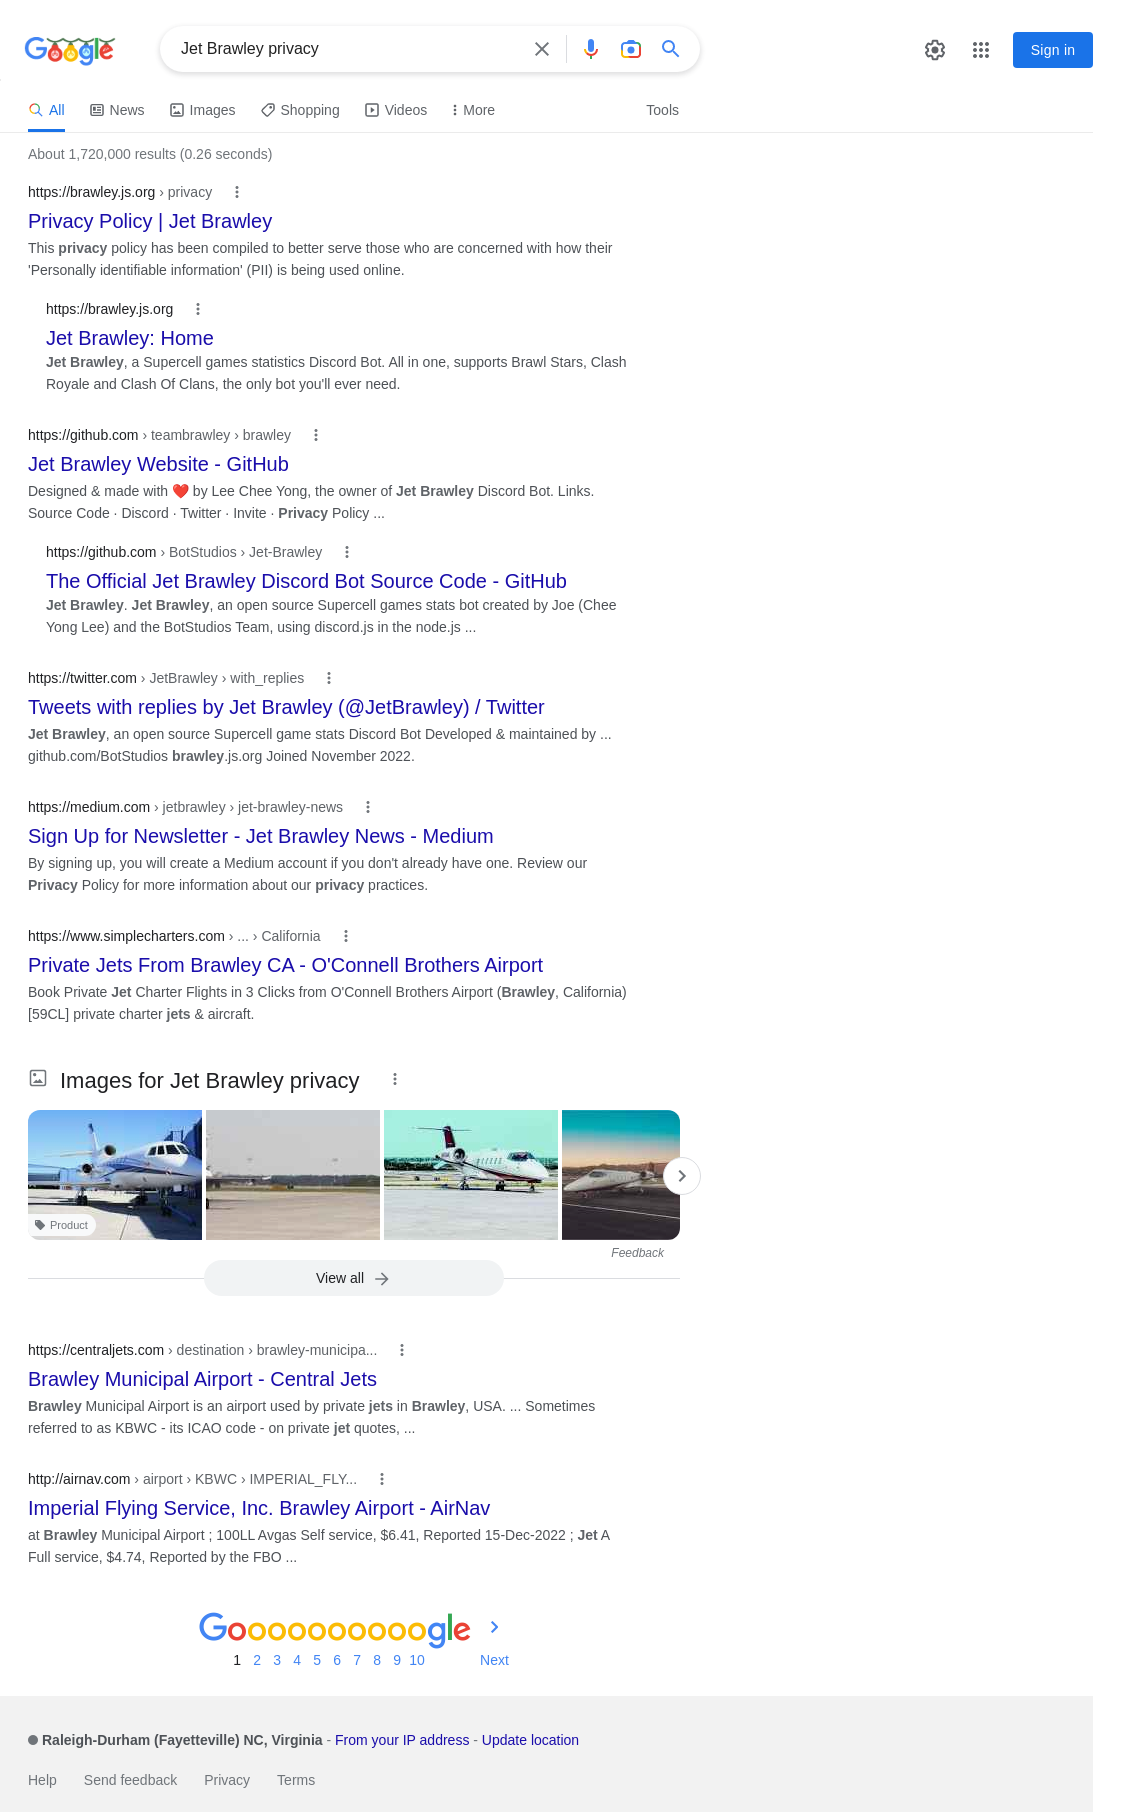 Google
Jet Brawley privacy
Sign in
All News Images Shopping Videos More Tools
About 1,720,000 results (0.26 seconds)
https://brawley.js.org › privacy
Privacy Policy | Jet Brawley
This privacy policy has been compiled to better serve those who are concerned with how their
'Personally identifiable information' (PII) is being used online.
https://brawley.js.org
Jet Brawley: Home
Jet Brawley, a Supercell games statistics Discord Bot. All in one, supports Brawl Stars, Clash
Royale and Clash Of Clans, the only bot you'll ever need.
https://github.com › teambrawley › brawley
Jet Brawley Website - GitHub
Designed & made with ❤️ by Lee Chee Yong, the owner of Jet Brawley Discord Bot. Links.
Source Code · Discord · Twitter · Invite · Privacy Policy ...
https://github.com › BotStudios › Jet-Brawley
The Official Jet Brawley Discord Bot Source Code - GitHub
Jet Brawley. Jet Brawley, an open source Supercell games stats bot created by Joe (Chee
Yong Lee) and the BotStudios Team, using discord.js in the node.js ...
https://twitter.com › JetBrawley › with_replies
Tweets with replies by Jet Brawley (@JetBrawley) / Twitter
Jet Brawley, an open source Supercell game stats Discord Bot Developed & maintained by ...
github.com/BotStudios brawley.js.org Joined November 2022.
https://medium.com › jetbrawley › jet-brawley-news
Sign Up for Newsletter - Jet Brawley News - Medium
By signing up, you will create a Medium account if you don't already have one. Review our
Privacy Policy for more information about our privacy practices.
https://www.simplecharters.com › ... › California
Private Jets From Brawley CA - O'Connell Brothers Airport
Book Private Jet Charter Flights in 3 Clicks from O'Connell Brothers Airport (Brawley, California)
[59CL] private charter jets & aircraft.
Images for Jet Brawley privacy
Product
Feedback
View all
https://centraljets.com › destination › brawley-municipa...
Brawley Municipal Airport - Central Jets
Brawley Municipal Airport is an airport used by private jets in Brawley, USA. ... Sometimes
referred to as KBWC - its ICAO code - on private jet quotes, ...
http://airnav.com › airport › KBWC › IMPERIAL_FLY...
Imperial Flying Service, Inc. Brawley Airport - AirNav
at Brawley Municipal Airport ; 100LL Avgas Self service, $6.41, Reported 15-Dec-2022 ; Jet A
Full service, $4.74, Reported by the FBO ...
Goooooooooogle
1 2 3 4 5 6 7 8 9 10 Next
Raleigh-Durham (Fayetteville) NC, Virginia - From your IP address - Update location
Help Send feedback Privacy Terms